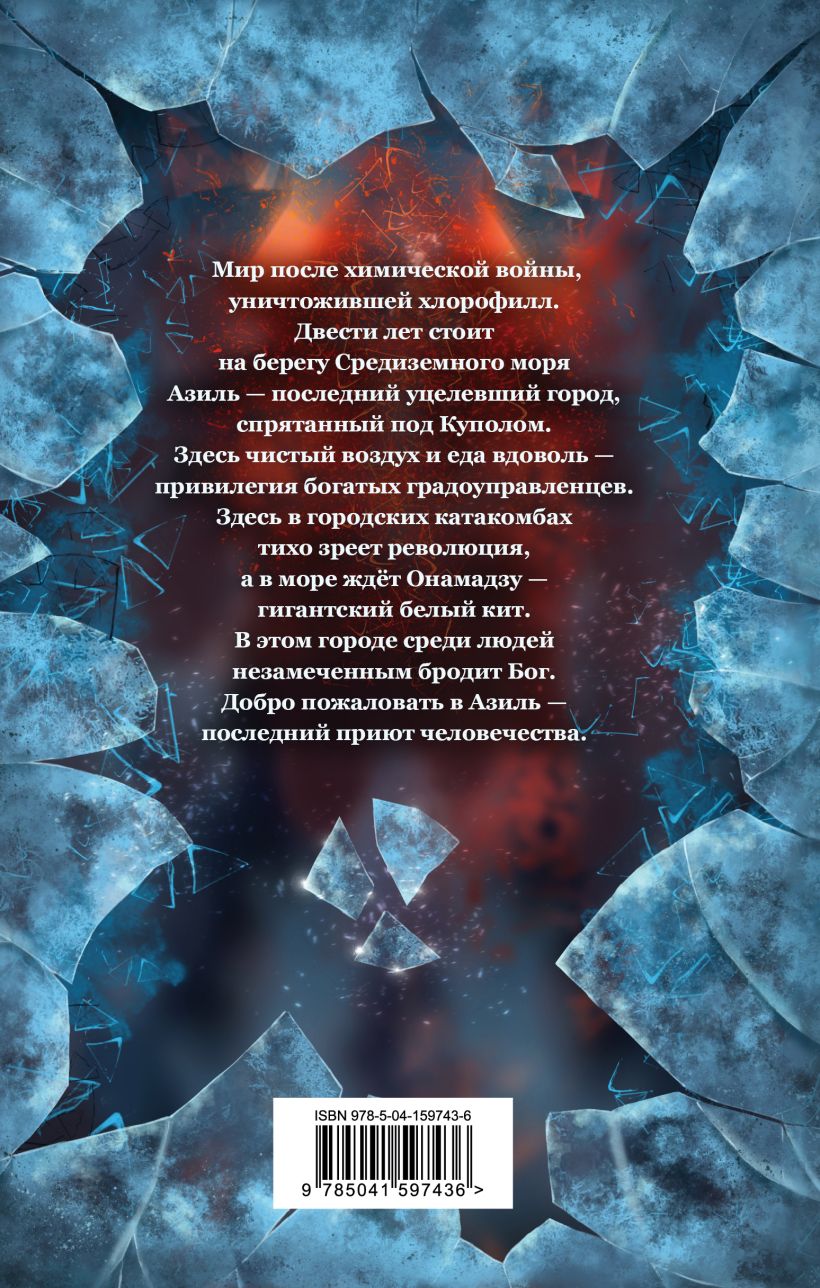 Мир после химической войны,
уничтожившей хлорофилл.
Двести лет стоит
на берегу Средиземного моря
Азиль — последний уцелевший город,
спрятанный под Куполом.
Здесь чистый воздух и еда вдоволь —
привилегия богатых градоуправленцев.
Здесь в городских катакомбах
тихо зреет революция,
а в море ждёт Онамадзу —
гигантский белый кит.
В этом городе среди людей
незамеченным бродит Бог.
Добро пожаловать в Азиль —
последний приют человечества.
ISBN 978-5-04-159743-6
9 785041 597436 >